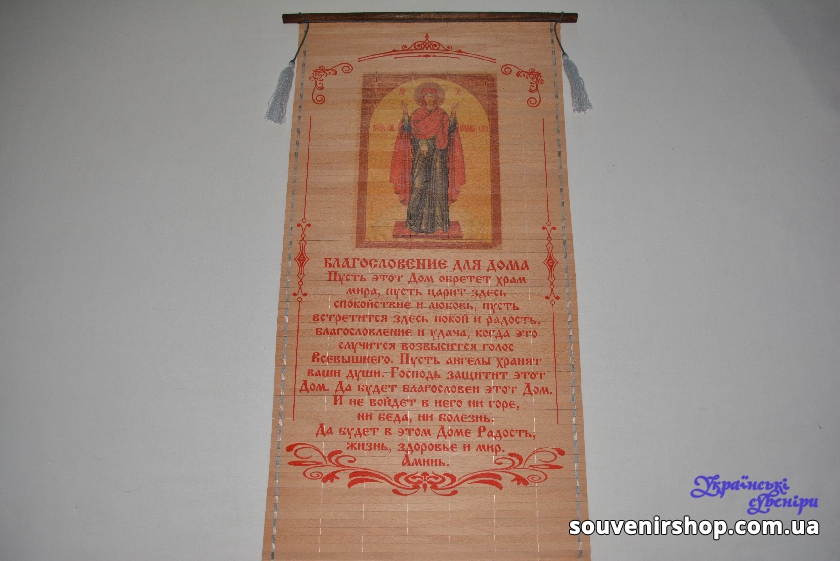 БЛАГОСЛОВЕНИЕ ДЛЯ ДОМА
Пусть этот Дом обретет храм
мира, пусть царит здесь
спокойствие и любовь, пусть
встретится здесь покой и радость,
благословление и удача, когда это
случится возвысится голос
Всевышнего. Пусть ангелы хранят
ваши души. Господь защитит этот
Дом. Да будет благословен этот Дом.
И не войдет в него ни горе,
ни беда, ни болезнь.
Да будет в этом Доме Радость,
жизнь, здоровье и мир.
Аминь.
Українські
сувеніри
souvenirshop.com.ua